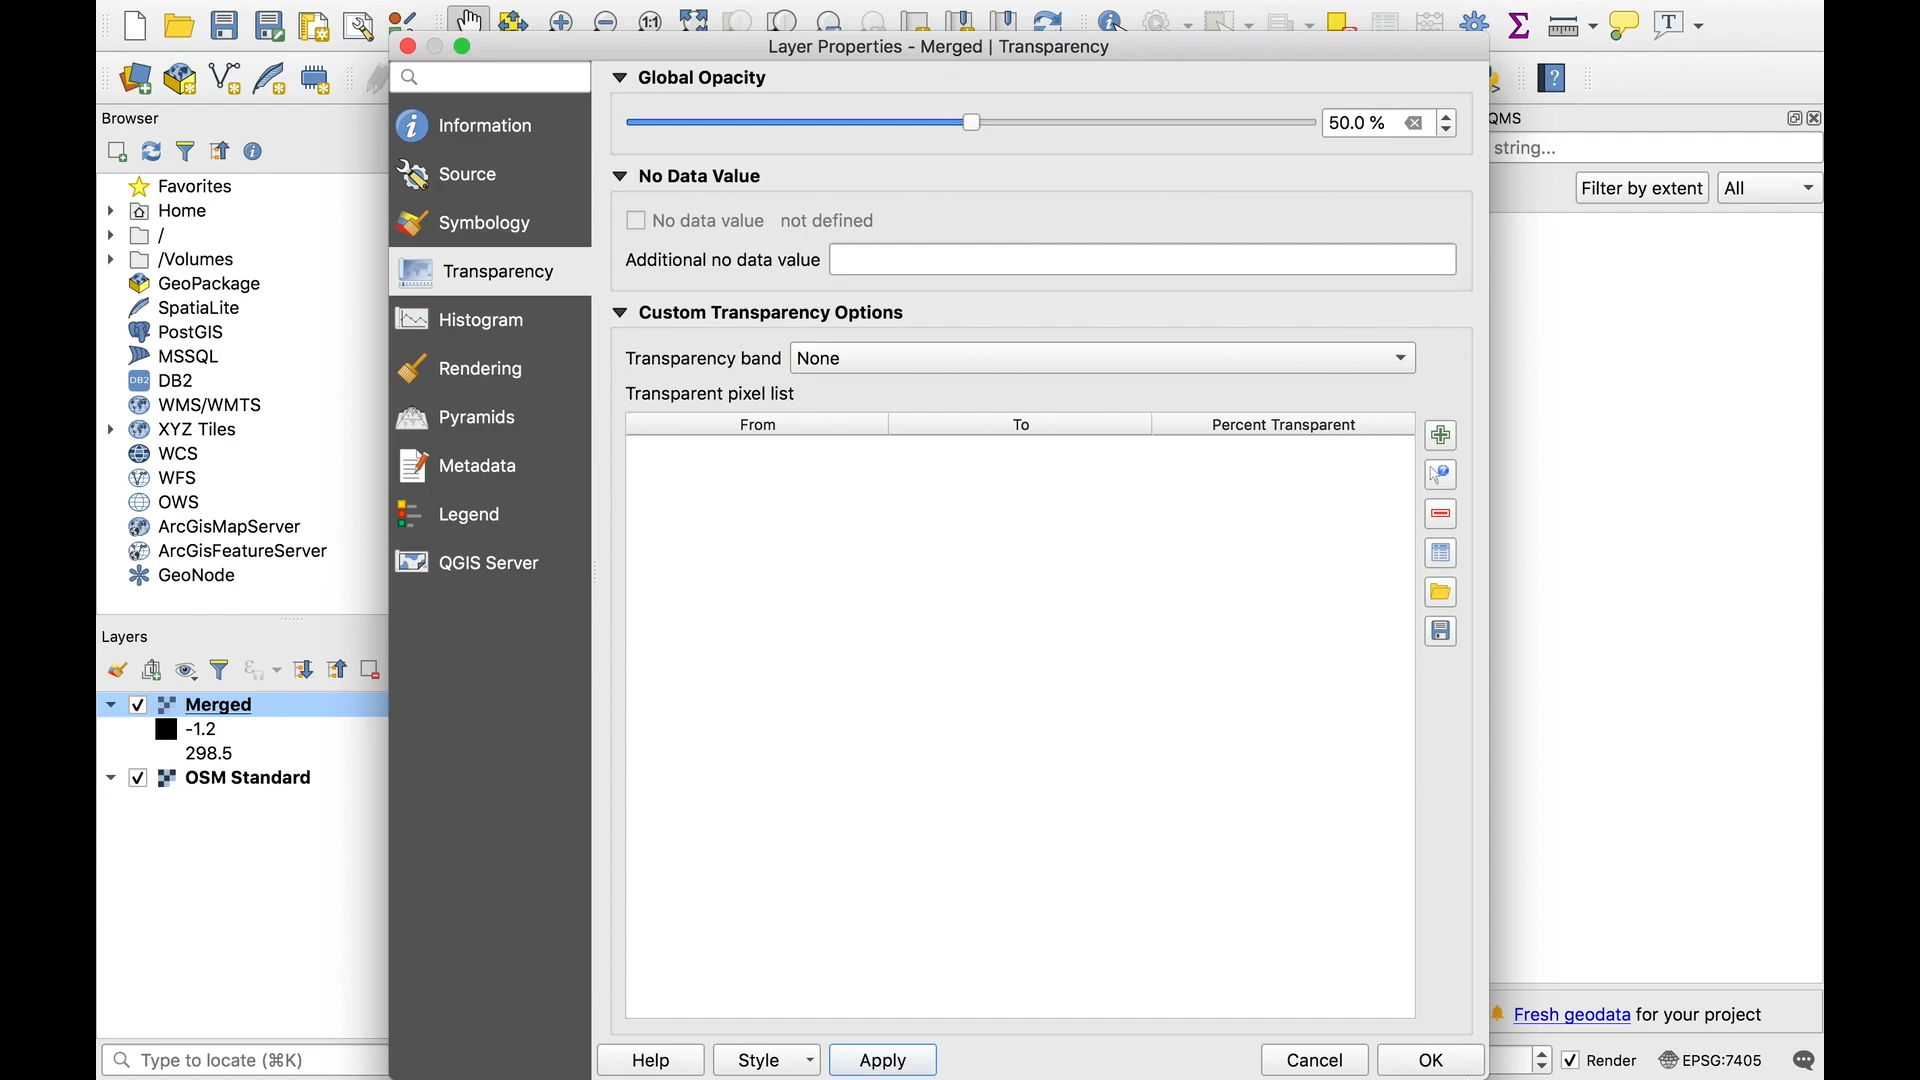 Layer Properties - Merged | Transparency
Browser
Favorites
Home
/
/Volumes
GeoPackage
SpatiaLite
PostGIS
MSSQL
DB2
DB2
WMS/WMTS
XYZ Tiles
WCS
WFS
OWS
ArcGisMapServer
ArcGisFeatureServer
GeoNode
Layers
Merged
-1.2
298.5
OSM Standard
Type to locate (⌘K)
Information
Source
Symbology
Transparency
Histogram
Rendering
Pyramids
Metadata
Legend
QGIS Server
Global Opacity
50.0 %
No Data Value
No data value not defined
Additional no data value
Custom Transparency Options
Transparency band None
Transparent pixel list
From To Percent Transparent
Help Style Apply Cancel OK
QMS
string...
Filter by extent All
Fresh geodata for your project
Render EPSG:7405